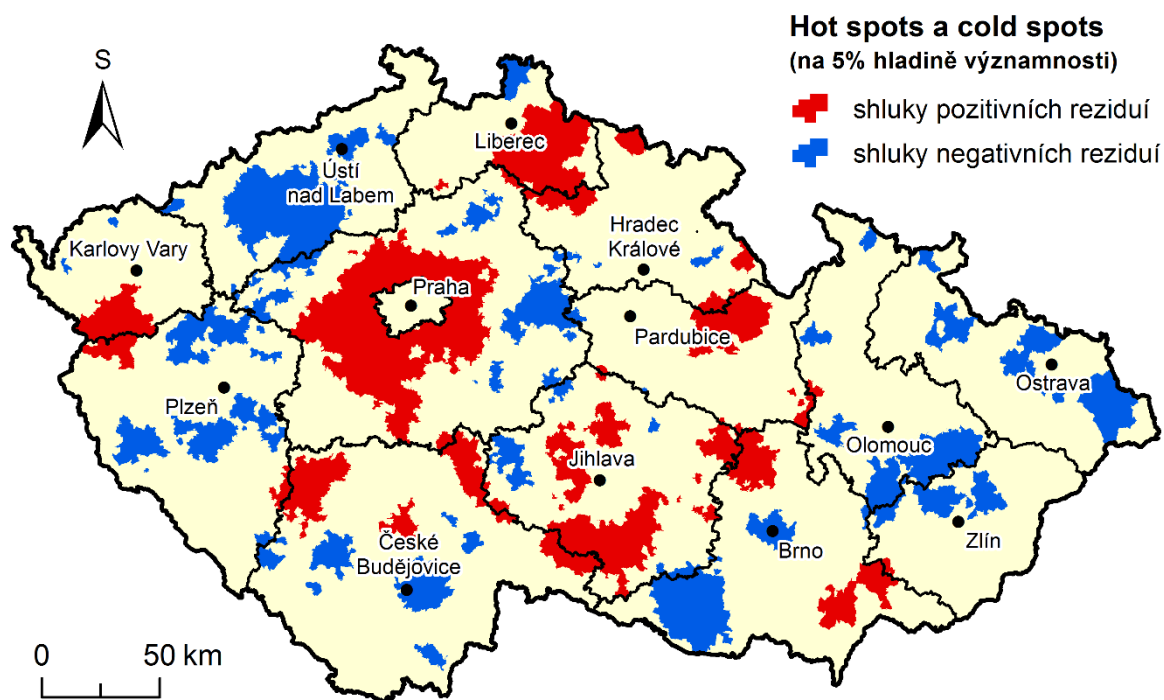 Hot spots a cold spots
(na 5% hladině významnosti)
shluky pozitivních reziduí
shluky negativních reziduí
S
Liberec
Ústí
nad Labem
Karlovy Vary
Hradec
Králové
Praha
Pardubice
Plzeň
Ostrava
Olomouc
Jihlava
České
Budějovice
Brno
Zlín
0 50 km